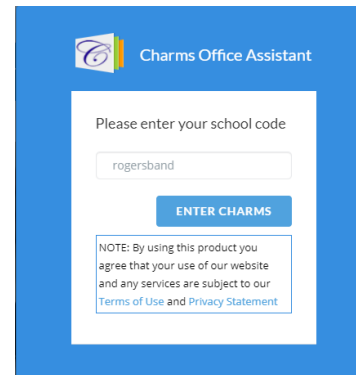 Charms Office Assistant
Please enter your school code
rogersband
ENTER CHARMS
NOTE: By using this product you
agree that your use of our website
and any services are subject to our
Terms of Use and Privacy Statement